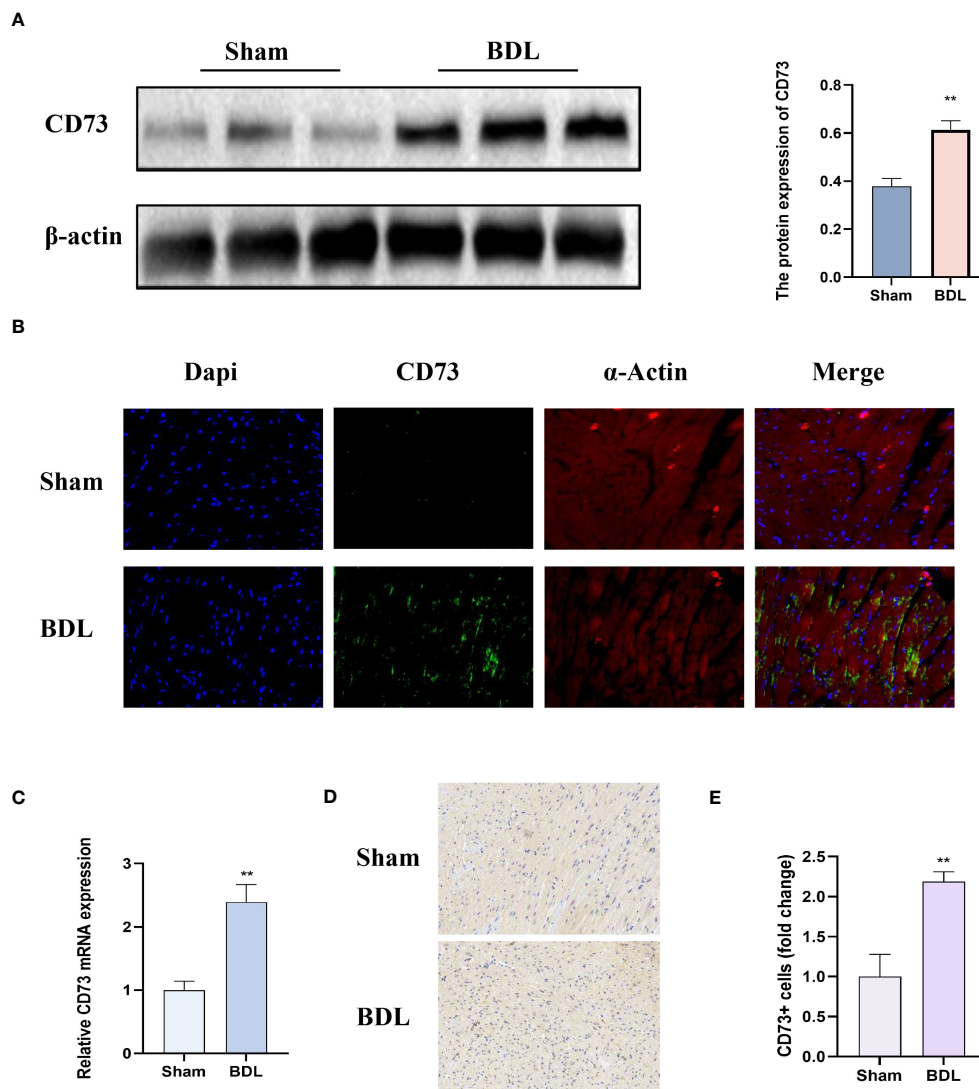 A
Sham
BDL
CD73
β-actin
The protein expression of CD73
0.8
0.6
0.4
0.2
0.0
**
Sham
BDL
B
Dapi
CD73
α-Actin
Merge
Sham
BDL
C
Relative CD73 mRNA expression
3
2
1
0
**
Sham
BDL
D
Sham
BDL
E
CD73+ cells (fold change)
2.5
2.0
1.5
1.0
0.5
0.0
**
Sham
BDL